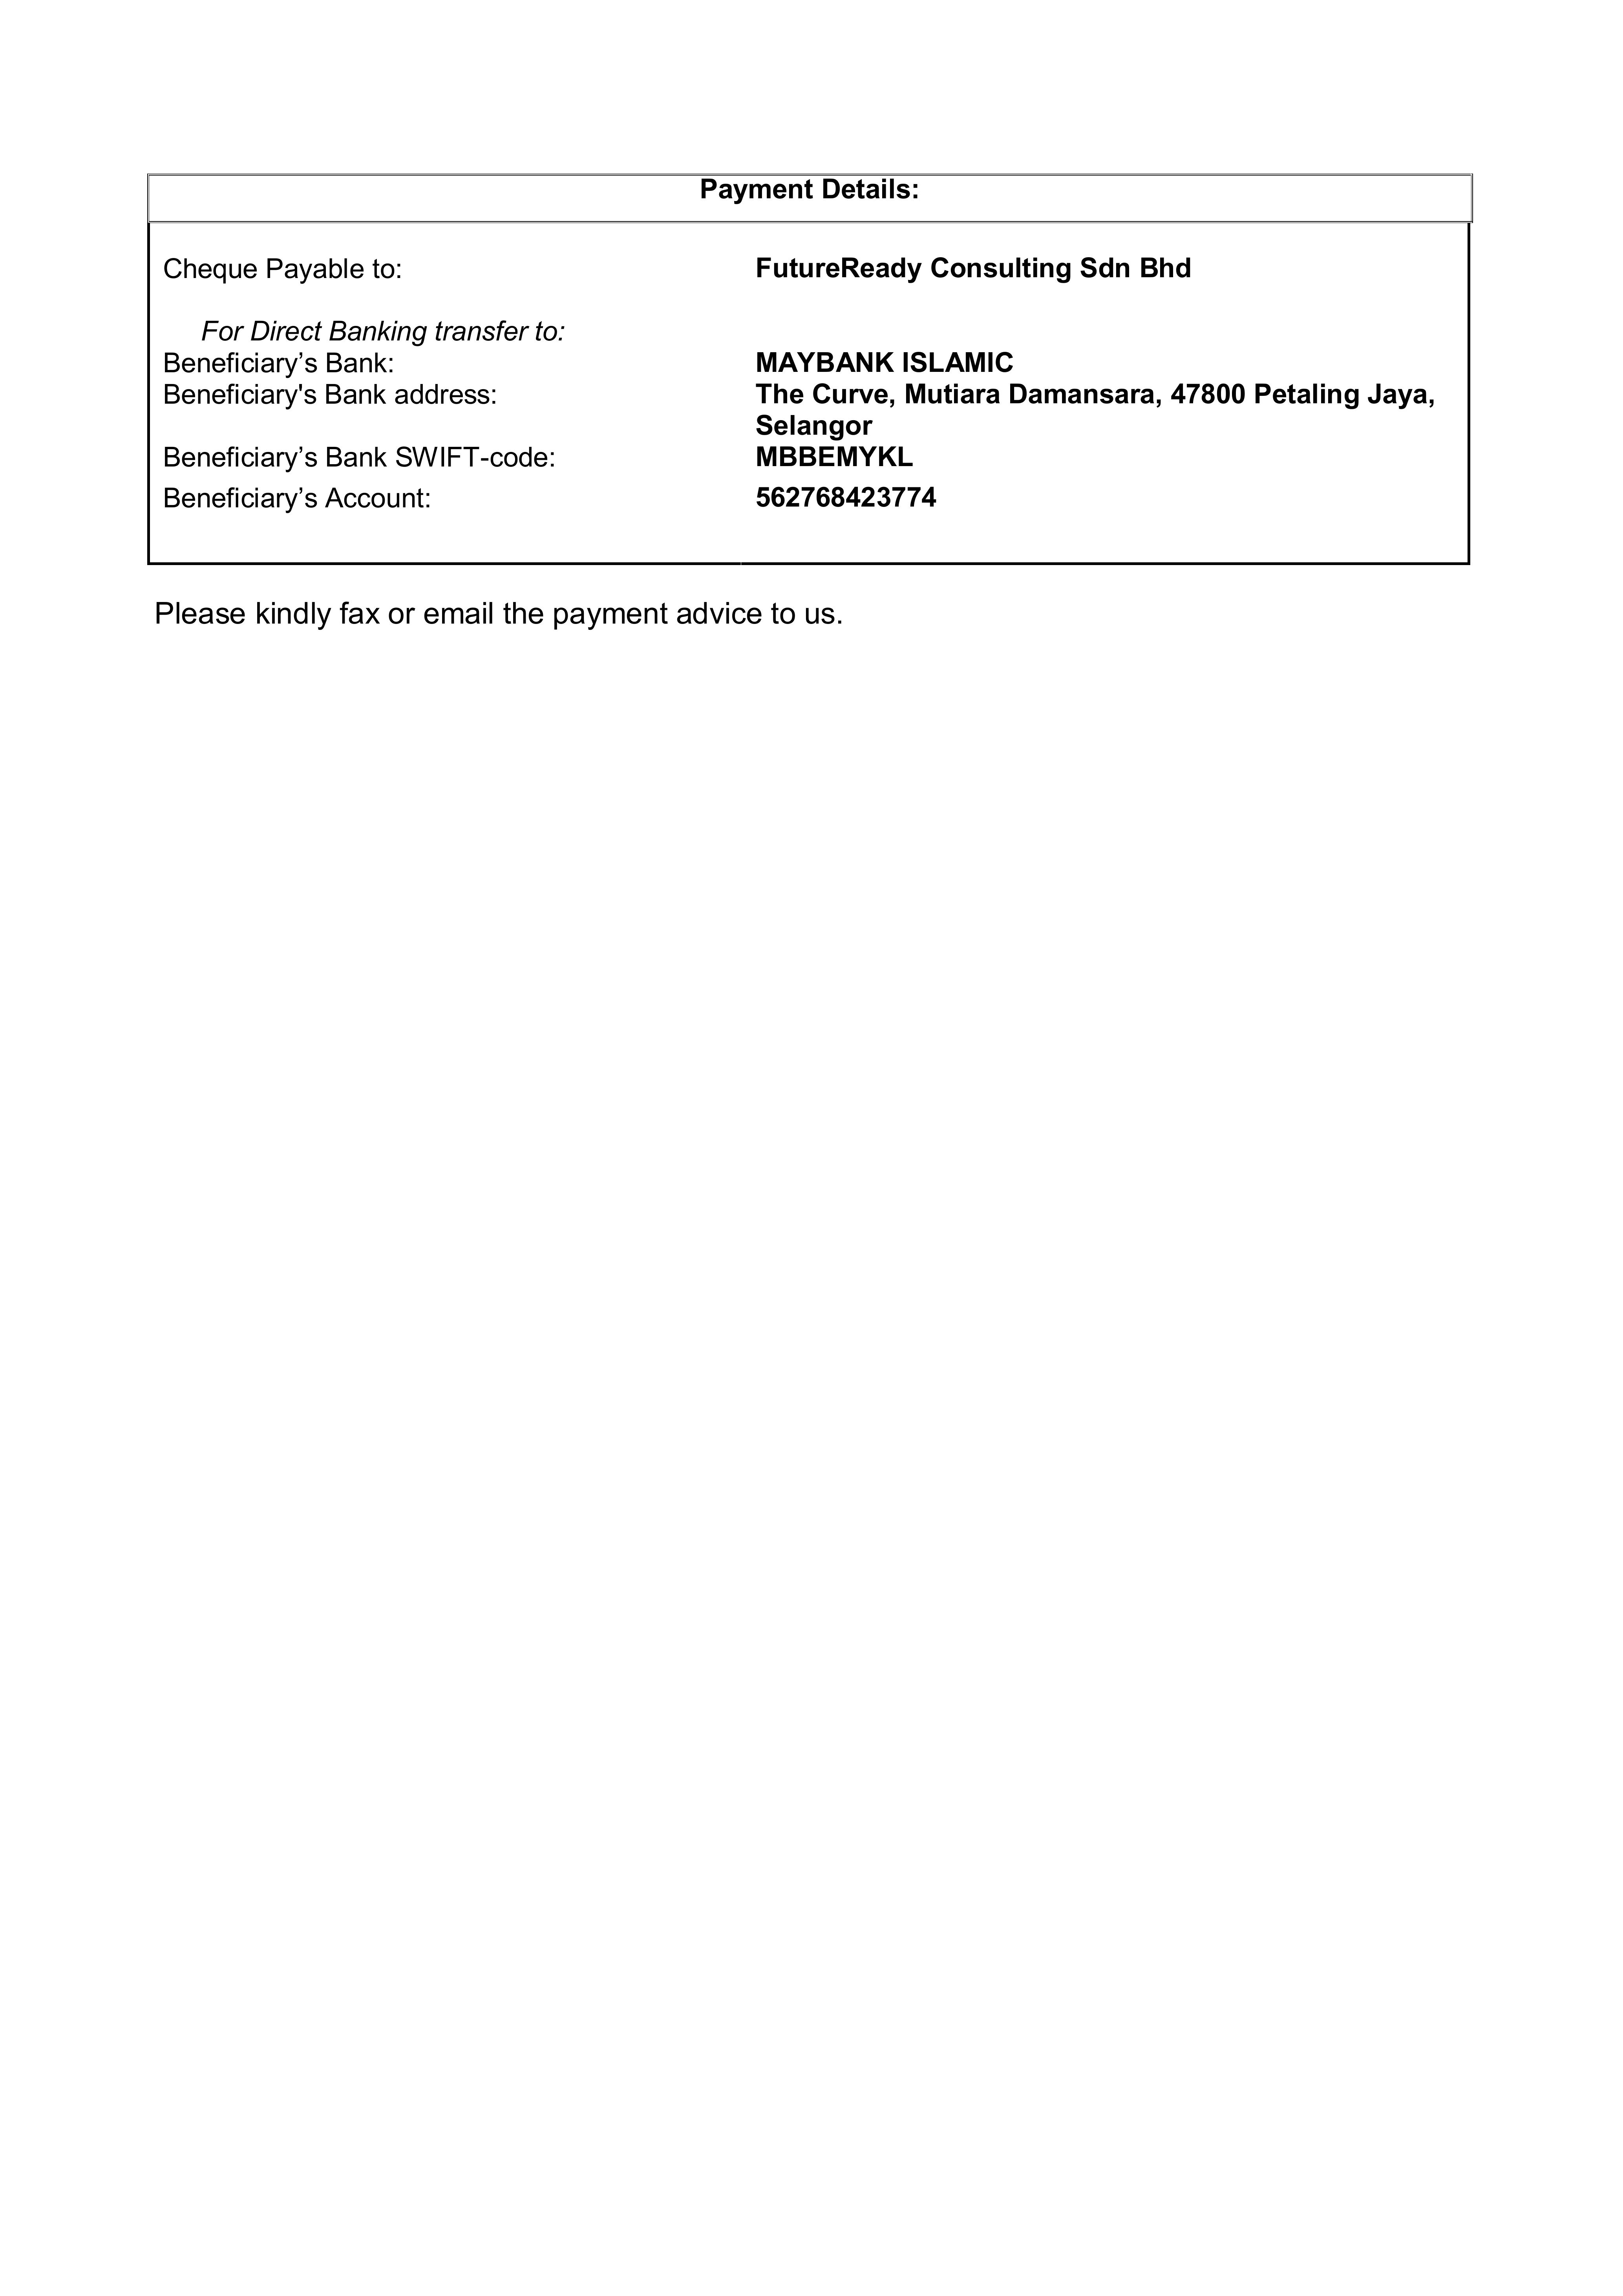 Payment Details:
Cheque Payable to: FutureReady Consulting Sdn Bhd
For Direct Banking transfer to:
Beneficiary’s Bank: MAYBANK ISLAMIC
Beneficiary's Bank address: The Curve, Mutiara Damansara, 47800 Petaling Jaya,
Selangor
Beneficiary’s Bank SWIFT-code: MBBEMYKL
Beneficiary’s Account: 562768423774
Please kindly fax or email the payment advice to us.